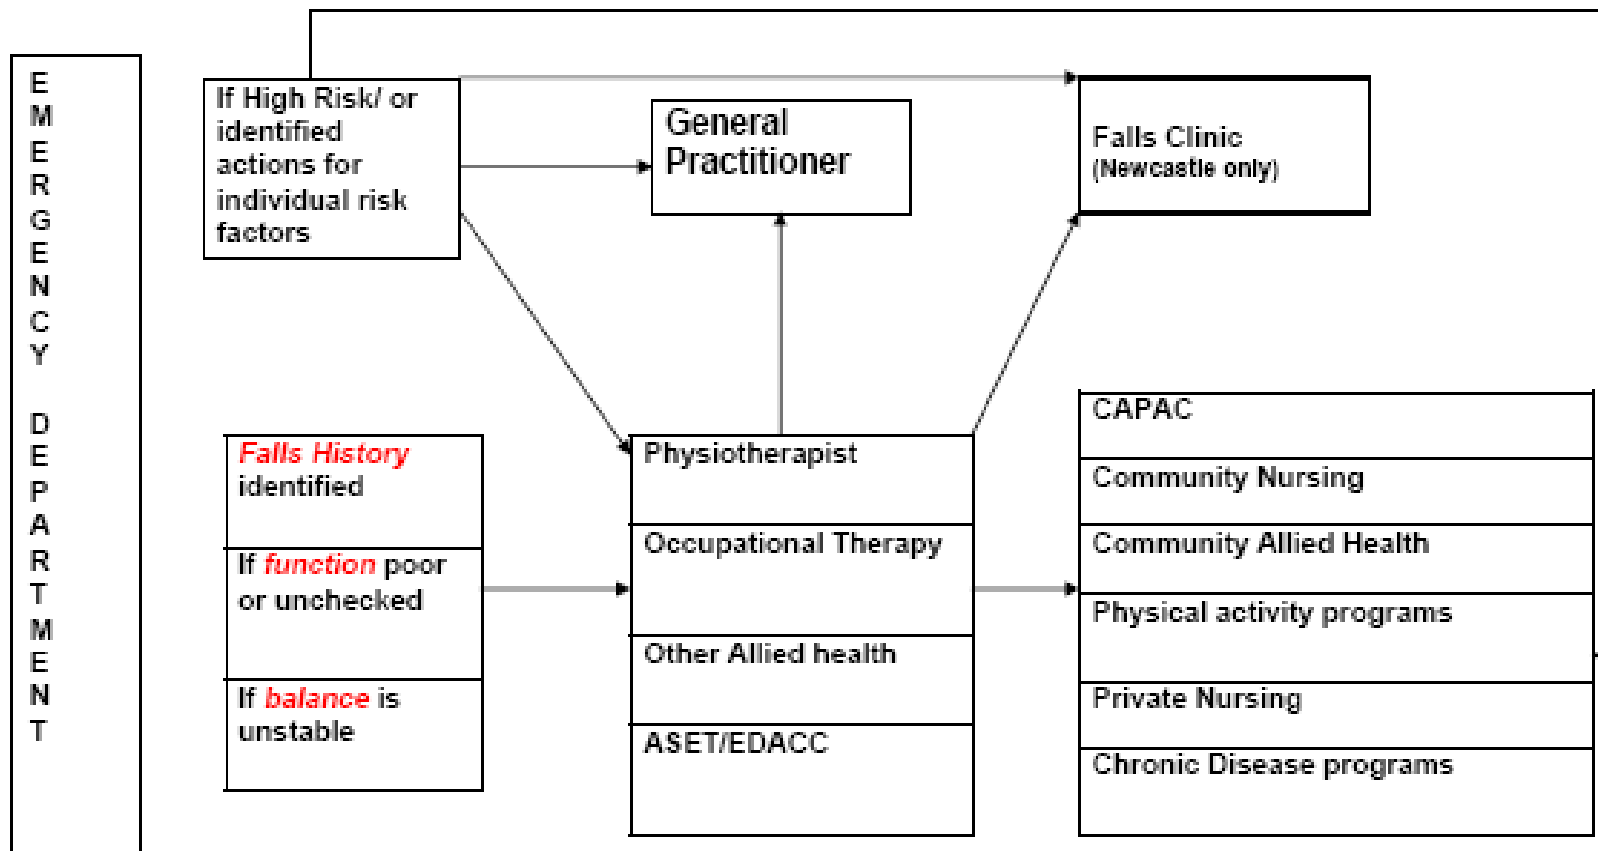 E
M
E
R
G
E
N
C
Y
D
E
P
A
R
T
M
E
N
T
If High Risk/ or
identified
actions for
individual risk
factors
General
Practitioner
Falls Clinic
(Newcastle only)
Falls History
identified
If function poor
or unchecked
If balance is
unstable
Physiotherapist
Occupational Therapy
Other Allied health
ASET/EDACC
CAPAC
Community Nursing
Community Allied Health
Physical activity programs
Private Nursing
Chronic Disease programs